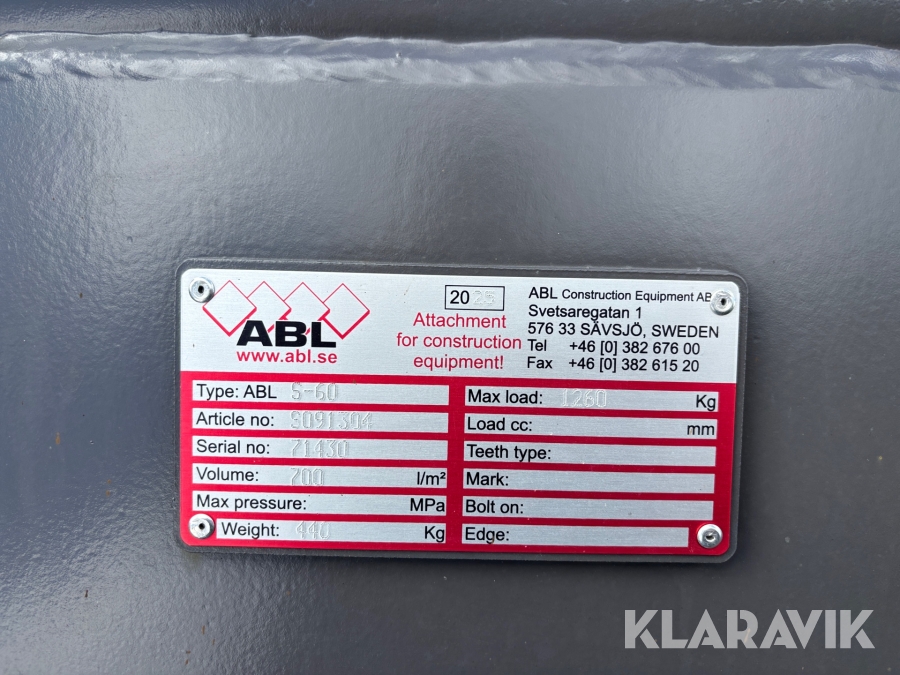 ABL
www.abl.se
2023
Attachment
for construction
equipment!
ABL Construction Equipment AB
Svetsaregatan 1
576 33 SÄVSJÖ, SWEDEN
Tel +46 [0] 382 676 00
Fax +46 [0] 382 615 20
Type: ABL S-60
Article no: S091304
Serial no: 71430
Volume: 700 l/m²
Max pressure: MPa
Weight: 440 Kg
Max load: 1260 Kg
Load cc: mm
Teeth type:
Mark:
Bolt on:
Edge:
KLARAVIK